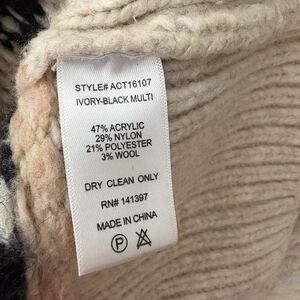 STYLE# ACT16107
IVORY-BLACK MULTI
47% ACRYLIC
29% NYLON
21% POLYESTER
3% WOOL
DRY CLEAN ONLY
RN# 141397
MADE IN CHINA
P